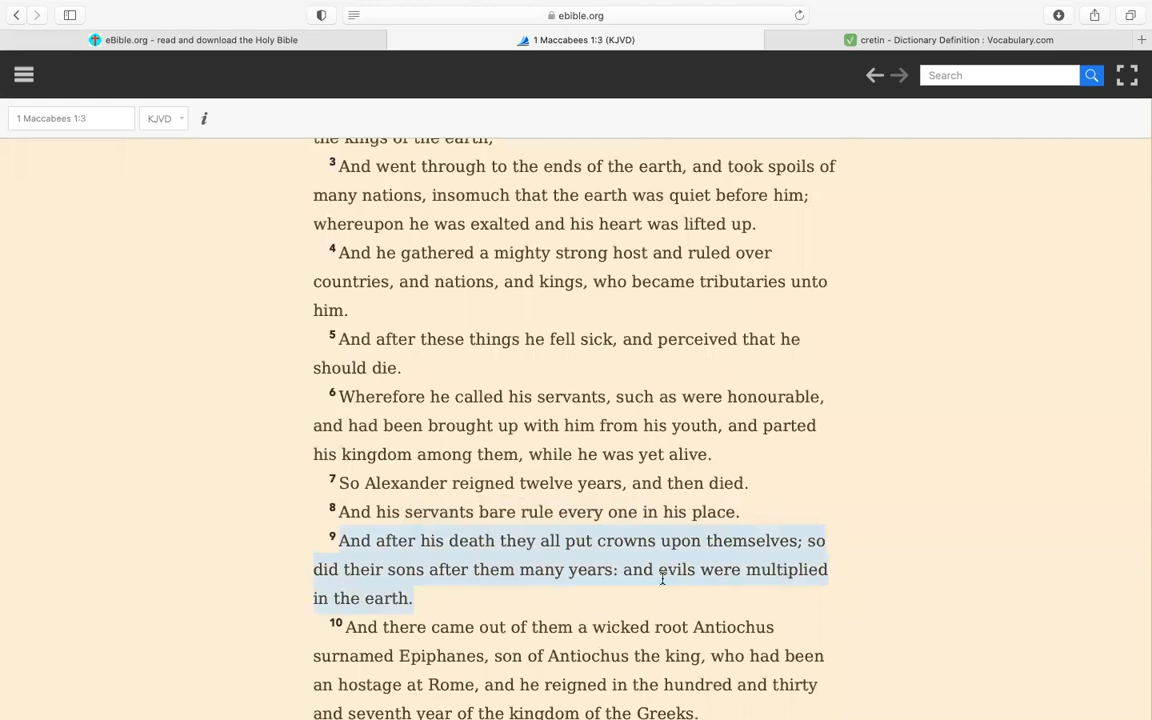 ebible.org
eBible.org - read and download the Holy Bible
1 Maccabees 1:3 (KJVD)
cretin - Dictionary Definition : Vocabulary.com
Search
1 Maccabees 1:3
KJVD
i
the kings of the earth,
3 And went through to the ends of the earth, and took spoils of
many nations, insomuch that the earth was quiet before him;
whereupon he was exalted and his heart was lifted up.
4 And he gathered a mighty strong host and ruled over
countries, and nations, and kings, who became tributaries unto
him.
5 And after these things he fell sick, and perceived that he
should die.
6 Wherefore he called his servants, such as were honourable,
and had been brought up with him from his youth, and parted
his kingdom among them, while he was yet alive.
7 So Alexander reigned twelve years, and then died.
8 And his servants bare rule every one in his place.
9 And after his death they all put crowns upon themselves; so
did their sons after them many years: and evils were multiplied
in the earth.
10 And there came out of them a wicked root Antiochus
surnamed Epiphanes, son of Antiochus the king, who had been
an hostage at Rome, and he reigned in the hundred and thirty
and seventh year of the kingdom of the Greeks.